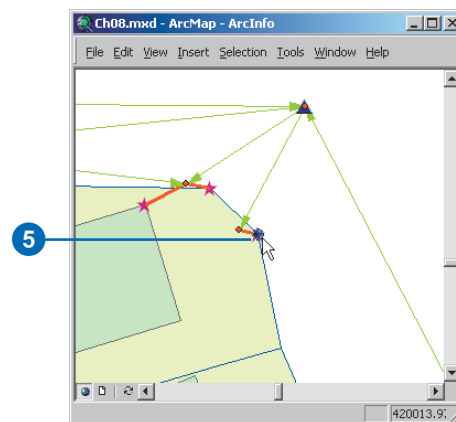 Ch08.mxd - ArcMap - ArcInfo
File Edit View Insert Selection Tools Window Help
5
420013.9